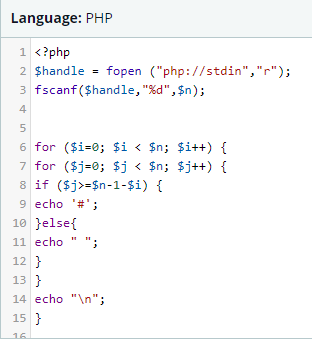 Language: PHP
1 <?php
2 $handle = fopen ("php://stdin","r");
3 fscanf($handle,"%d",$n);
4
5
6 for ($i=0; $i < $n; $i++) {
7 for ($j=0; $j < $n; $j++) {
8 if ($j>=$n-1-$i) {
9 echo '#';
10 }else{
11 echo " ";
12 }
13 }
14 echo "\n";
15 }
16